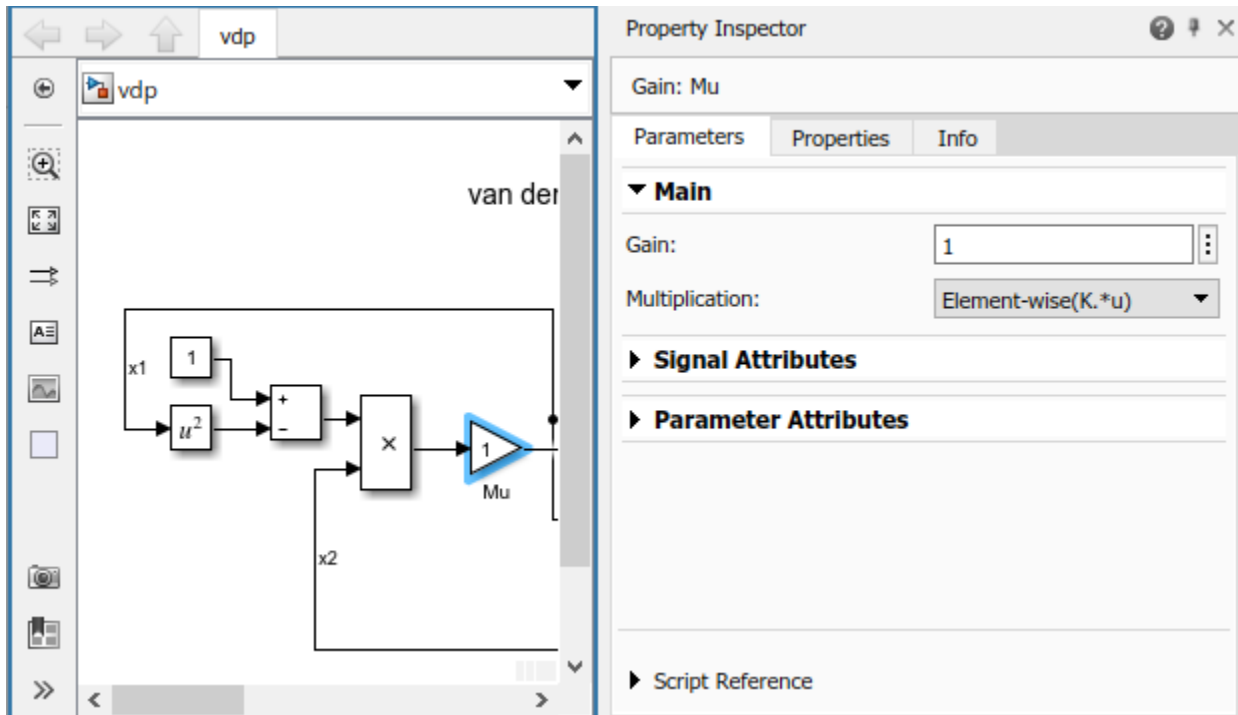 vdp
vdp
van der
x1
1
u²
+
−
×
1
Mu
x2
Property Inspector
Gain: Mu
Parameters Properties Info
Main
Gain: 1
Multiplication: Element-wise(K.*u)
Signal Attributes
Parameter Attributes
Script Reference